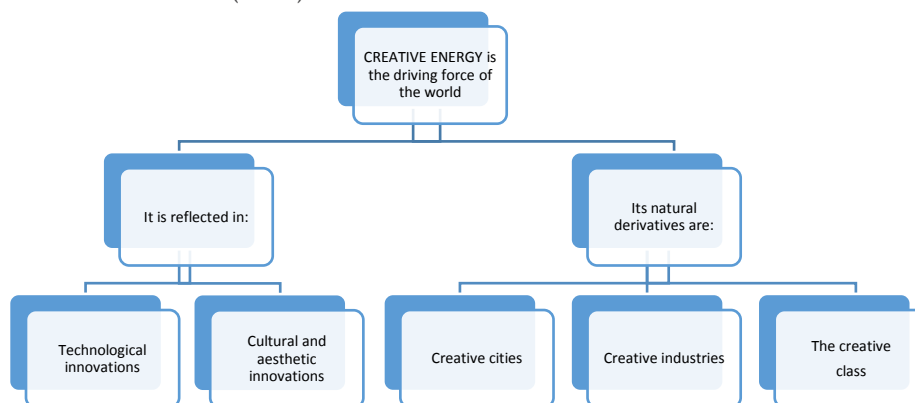 CREATIVE ENERGY is
the driving force of
the world
It is reflected in:
Its natural
derivatives are:
Technological
innovations
Cultural and
aesthetic
innovations
Creative cities
Creative industries
The creative
class